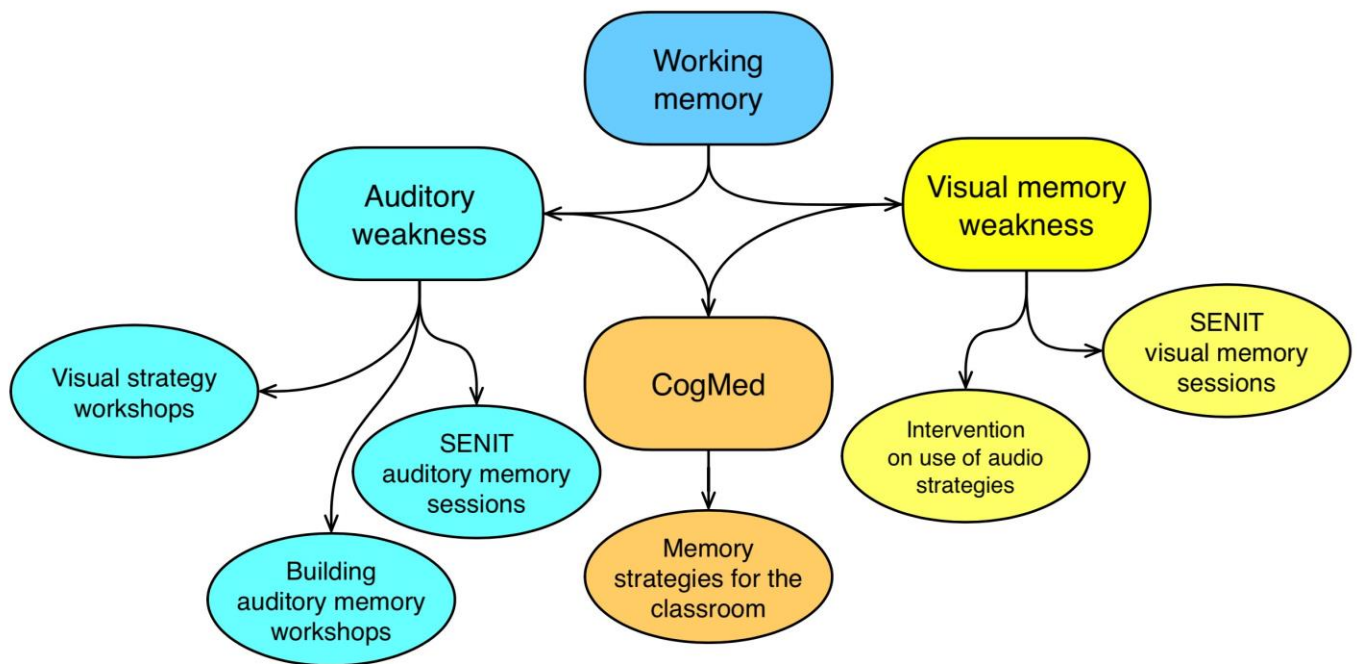 Working
memory
Auditory
weakness
Visual memory
weakness
Visual strategy
workshops
SENIT
auditory memory
sessions
Building
auditory memory
workshops
CogMed
Memory
strategies for the
classroom
Intervention
on use of audio
strategies
SENIT
visual memory
sessions